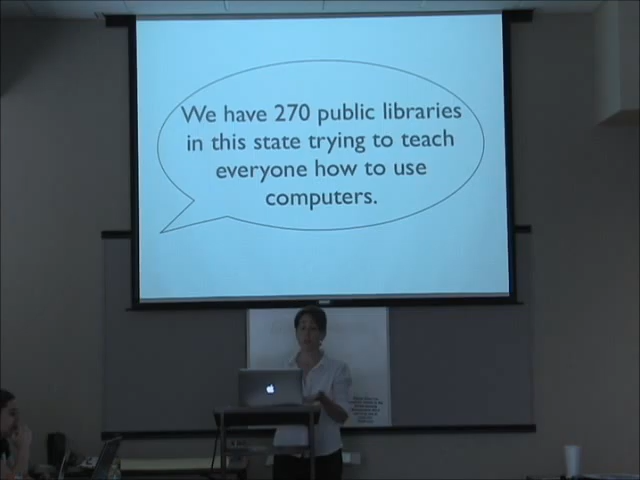 We have 270 public libraries
in this state trying to teach
everyone how to use
computers.